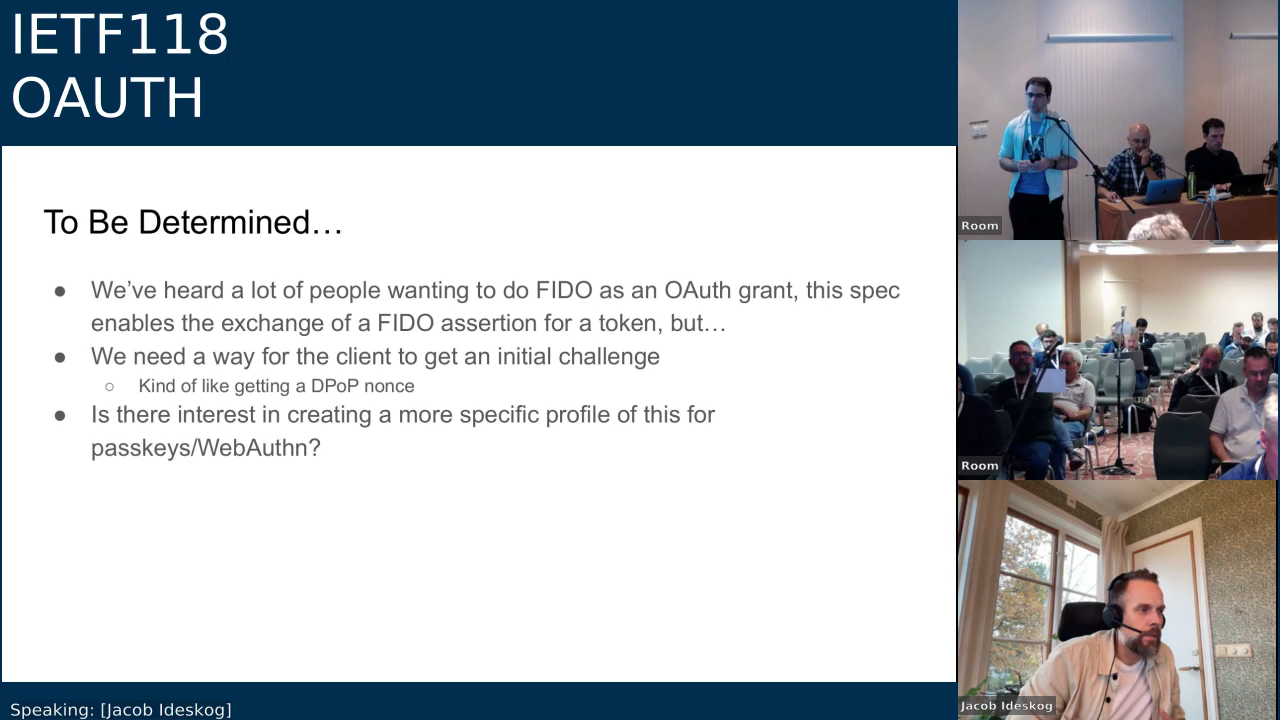 IETF118
OAUTH
To Be Determined…
● We’ve heard a lot of people wanting to do FIDO as an OAuth grant, this spec
enables the exchange of a FIDO assertion for a token, but…
● We need a way for the client to get an initial challenge
○ Kind of like getting a DPoP nonce
● Is there interest in creating a more specific profile of this for
passkeys/WebAuthn?
Room
Room
Jacob Ideskog
Speaking: [Jacob Ideskog]